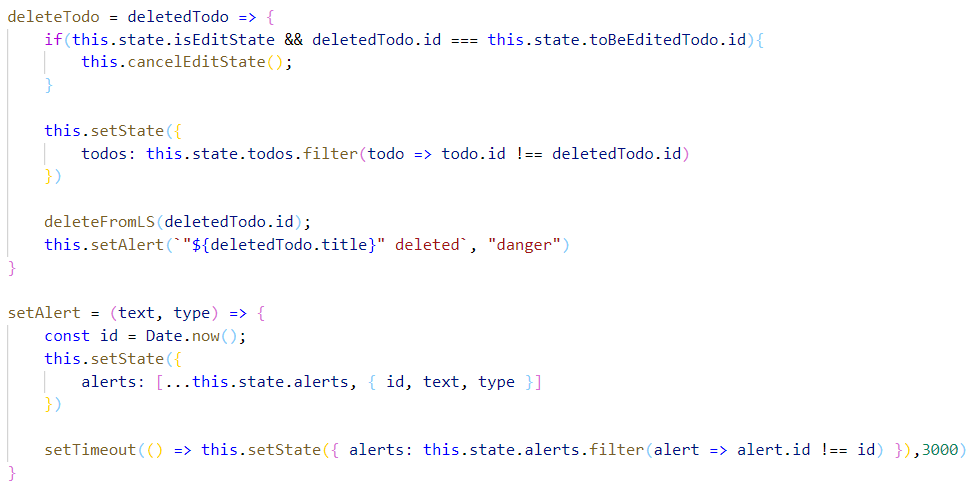 deleteTodo = deletedTodo => {
    if(this.state.isEditState && deletedTodo.id === this.state.toBeEditedTodo.id){
        this.cancelEditState();
    }

    this.setState({
        todos: this.state.todos.filter(todo => todo.id !== deletedTodo.id)
    })

    deleteFromLS(deletedTodo.id);
    this.setAlert(`"${deletedTodo.title}" deleted`, "danger")
}

setAlert = (text, type) => {
    const id = Date.now();
    this.setState({
        alerts: [...this.state.alerts, { id, text, type }]
    })

    setTimeout(() => this.setState({ alerts: this.state.alerts.filter(alert => alert.id !== id) }),3000)
}